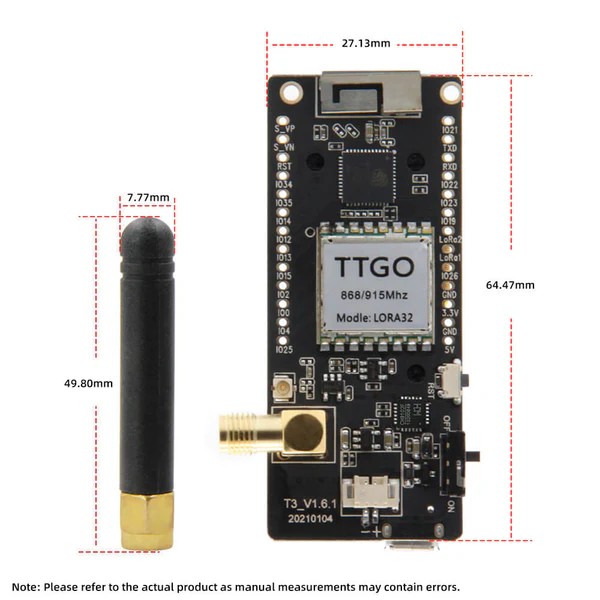 27.13mm
7.77mm
49.80mm
64.47mm
S_VP
S_VN
RST
IO34
IO35
IO14
IO12
IO13
IO15
IO2
IO0
IO4
IO25
IO21
TXD
RXD
IO22
IO23
IO19
LoRa2
LoRa1
IO26
GND
3.3V
GND
5V
TTGO
868/915Mhz
Modle: LORA32
RST
OFF
ON
T3_V1.6.1
20210104
Note: Please refer to the actual product as manual measurements may contain errors.